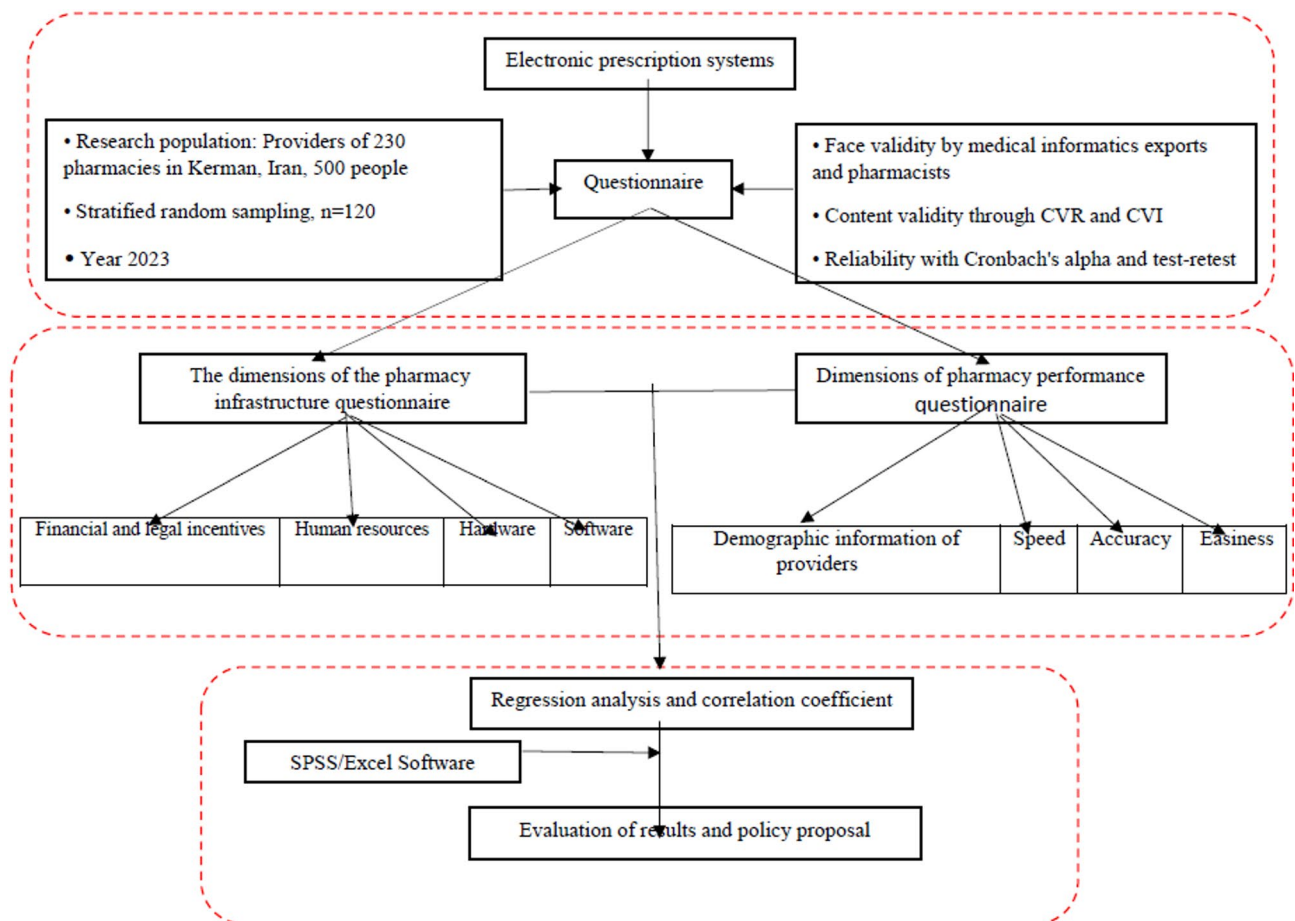 Electronic prescription systems
• Research population: Providers of 230
pharmacies in Kerman, Iran, 500 people
• Stratified random sampling, n=120
• Year 2023
Questionnaire
• Face validity by medical informatics exports
and pharmacists
• Content validity through CVR and CVI
• Reliability with Cronbach's alpha and test-retest
The dimensions of the pharmacy
infrastructure questionnaire
Dimensions of pharmacy performance
questionnaire
Financial and legal incentives
Human resources
Hardware
Software
Demographic information of
providers
Speed
Accuracy
Easiness
Regression analysis and correlation coefficient
SPSS/Excel Software
Evaluation of results and policy proposal